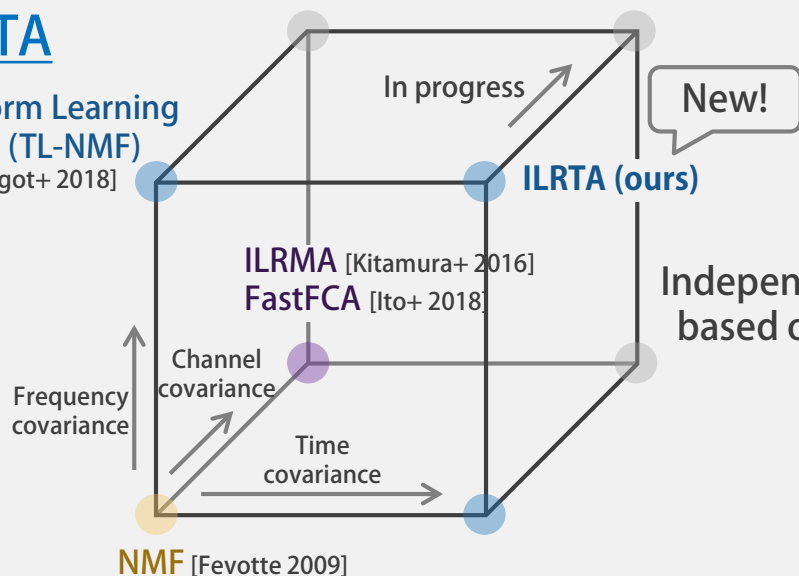 TA
In progress
New!
orm Learning
(TL-NMF)
got+ 2018]
ILRTA (ours)
ILRMA [Kitamura+ 2016]
FastFCA [Ito+ 2018]
Indepen
based o
Channel
covariance
Frequency
covariance
Time
covariance
NMF [Fevotte 2009]